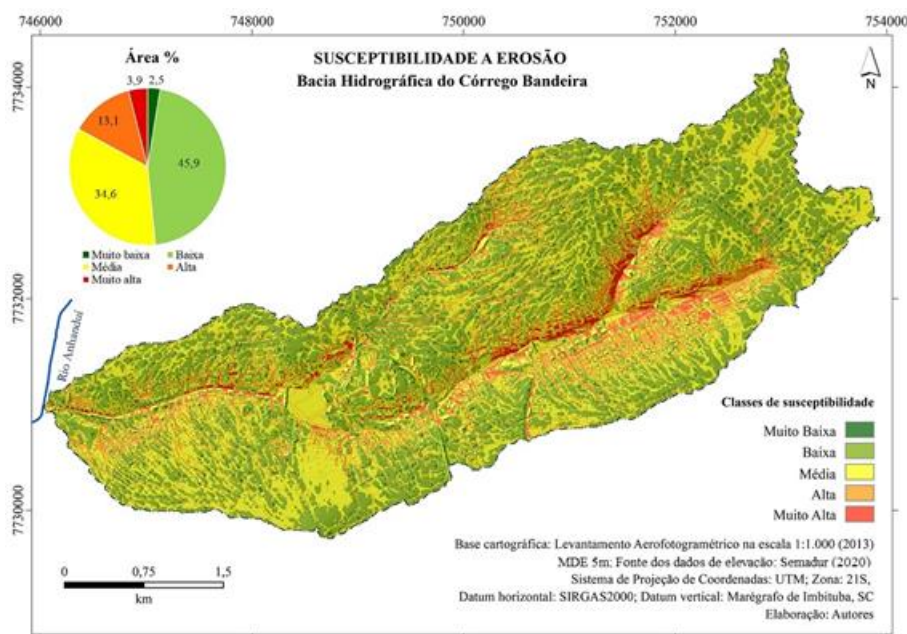 746000
748000
750000
752000
754000
7734000
7732000
7730000
SUSCEPTIBILIDADE A EROSÃO
Bacia Hidrográfica do Córrego Bandeira
N
Área %
3,9
2,5
13,1
45,9
34,6
Muito baixa
Baixa
Média
Alta
Muito alta
Rio Anhanduí
Classes de susceptibilidade
Muito Baixa
Baixa
Média
Alta
Muito Alta
0 0,75 1,5
km
Base cartográfica: Levantamento Aerofotogramétrico na escala 1:1.000 (2013)
MDE 5m; Fonte dos dados de elevação: Semadur (2020)
Sistema de Projeção de Coordenadas: UTM; Zona: 21S,
Datum horizontal: SIRGAS2000; Datum vertical: Marégrafo de Imbituba, SC
Elaboração: Autores